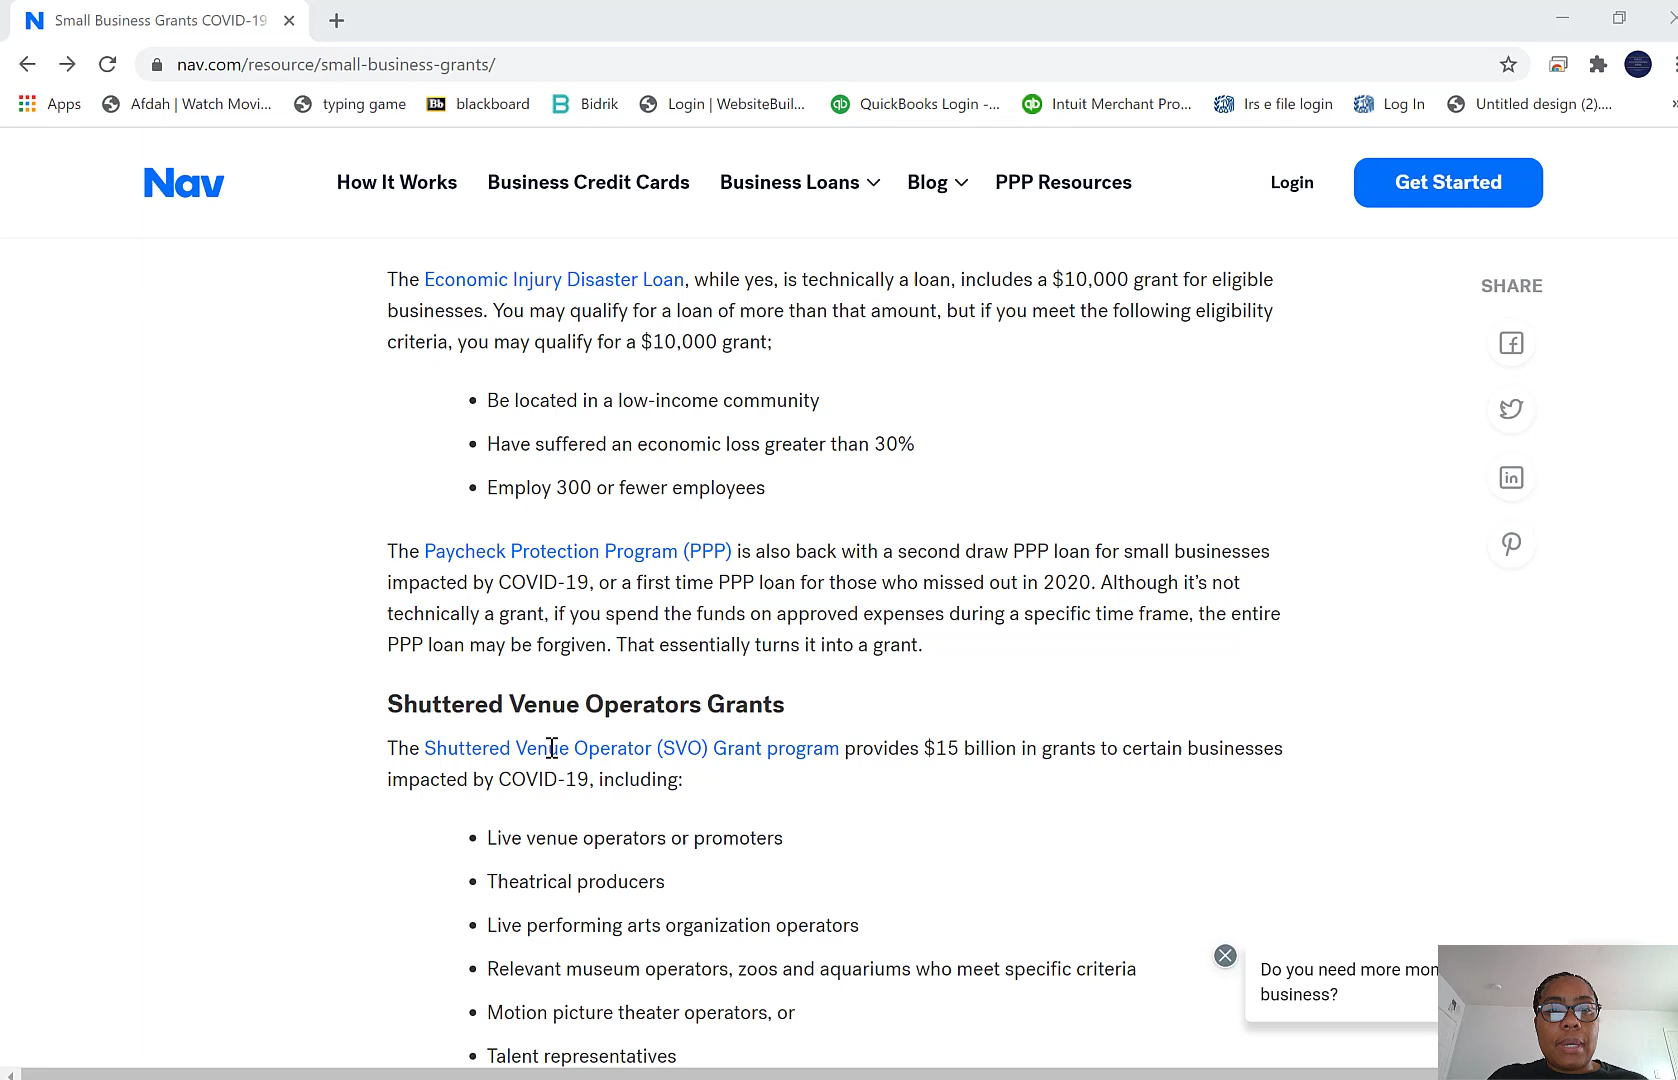 Small Business Grants COVID-19
nav.com/resource/small-business-grants/
Apps
Afdah | Watch Movi...
typing game
Bb
blackboard
Bidrik
Login | WebsiteBuil...
qb
QuickBooks Login -...
qb
Intuit Merchant Pro...
Irs e file login
Log In
Untitled design (2)....
Nav
How It Works
Business Credit Cards
Business Loans
Blog
PPP Resources
Login
Get Started
The Economic Injury Disaster Loan, while yes, is technically a loan, includes a $10,000 grant for eligible
businesses. You may qualify for a loan of more than that amount, but if you meet the following eligibility
criteria, you may qualify for a $10,000 grant;
SHARE
• Be located in a low-income community
• Have suffered an economic loss greater than 30%
• Employ 300 or fewer employees
The Paycheck Protection Program (PPP) is also back with a second draw PPP loan for small businesses
impacted by COVID-19, or a first time PPP loan for those who missed out in 2020. Although it’s not
technically a grant, if you spend the funds on approved expenses during a specific time frame, the entire
PPP loan may be forgiven. That essentially turns it into a grant.
Shuttered Venue Operators Grants
The Shuttered Venue Operator (SVO) Grant program provides $15 billion in grants to certain businesses
impacted by COVID-19, including:
• Live venue operators or promoters
• Theatrical producers
• Live performing arts organization operators
• Relevant museum operators, zoos and aquariums who meet specific criteria
• Motion picture theater operators, or
• Talent representatives
Do you need more mon
business?